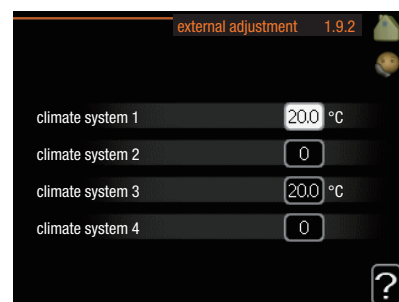 external adjustment 1.9.2
climate system 1 20.0 °C
climate system 2 0
climate system 3 20.0 °C
climate system 4 0
?